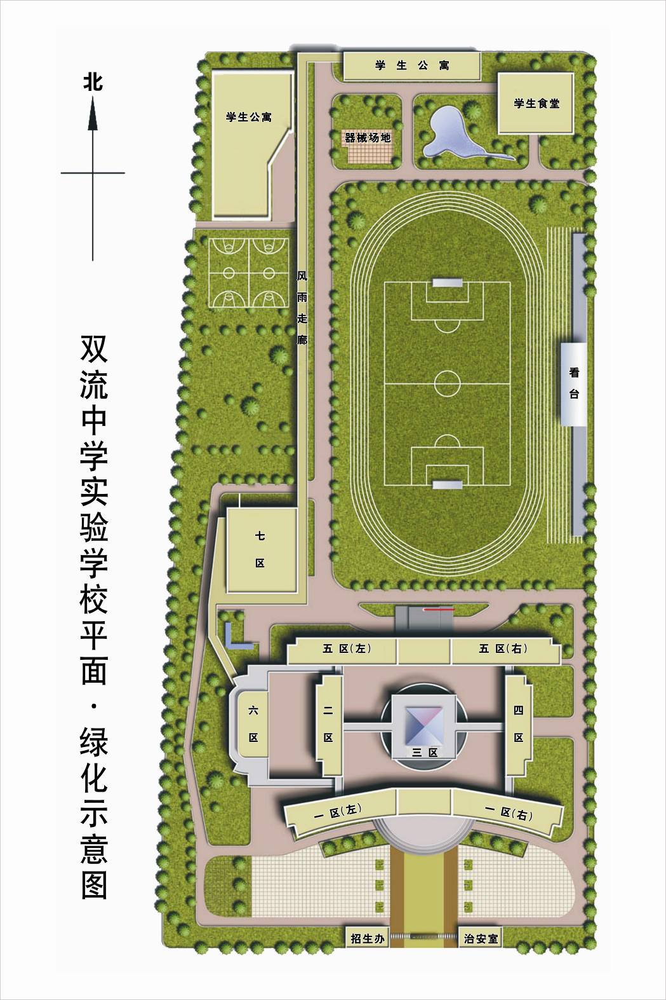 北
双流中学实验学校平面·绿化示意图
学生公寓
学生公寓
学生食堂
器械场地
风雨走廊
看台
七区
五区(左)
五区(右)
六区
二区
三区
四区
一区(左)
一区(右)
招生办
治安室